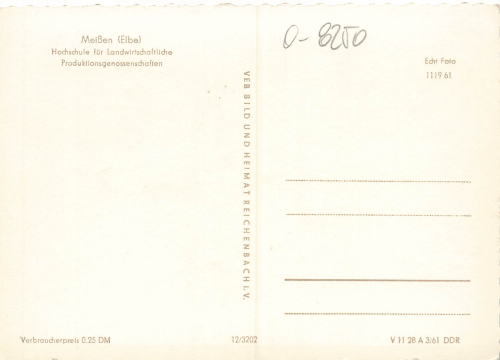 Meißen (Elbe)
Hochschule für Landwirtschaftliche
Produktionsgenossenschaften
O-8250
Echt Foto
1119 61
VEB BILD UND HEIMAT REICHENBACH I. V.
Verbraucherpreis 0.25 DM
12/3202
V 11 28 A 3/61 DDR